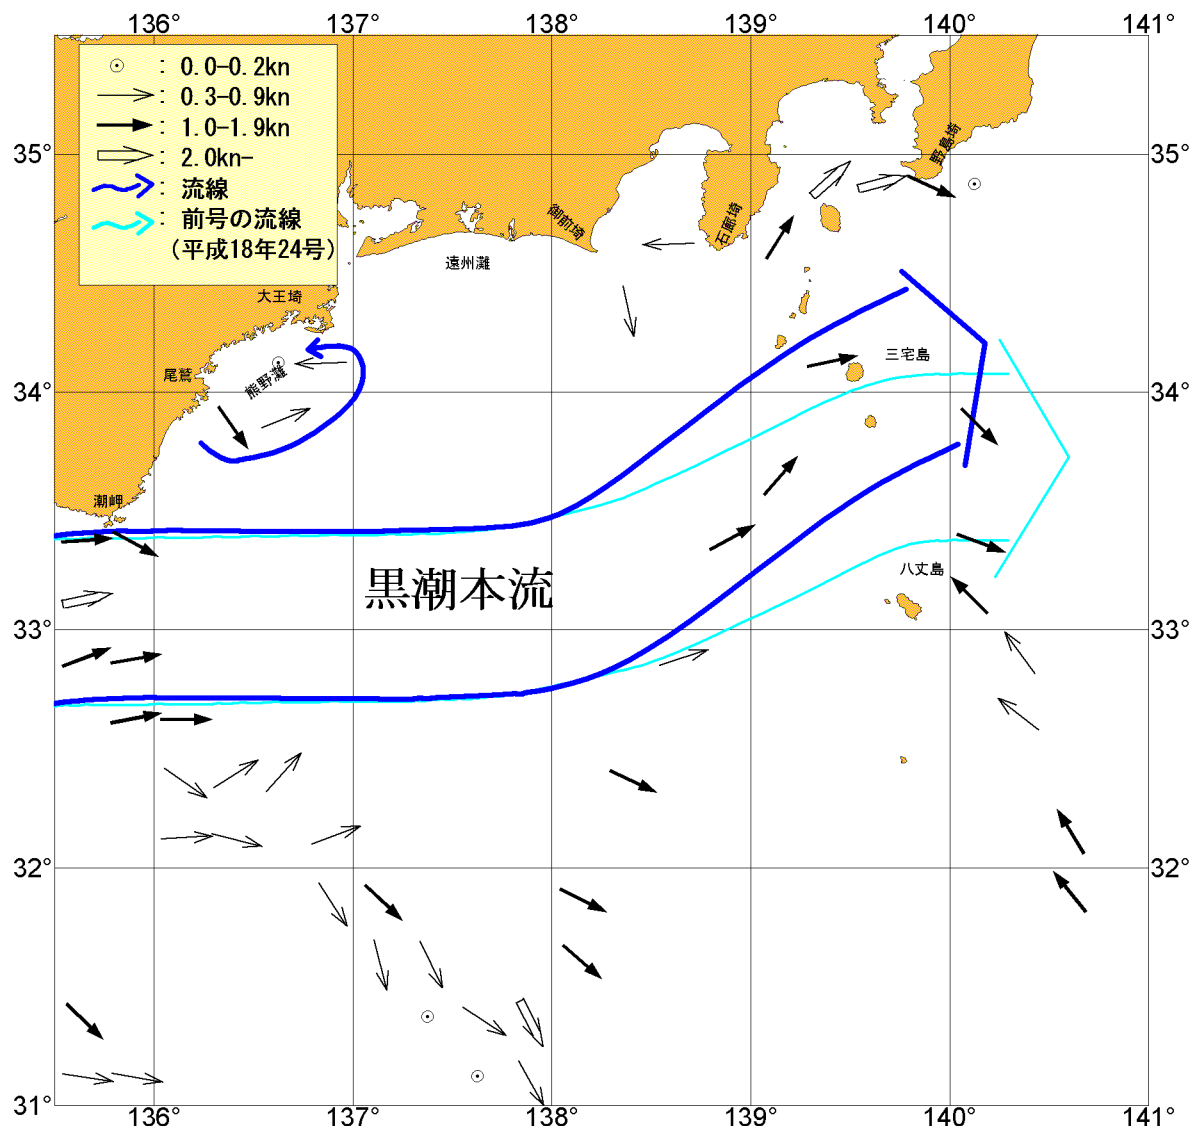 136° 137° 138° 139° 140° 141°
: 0.0-0.2kn
: 0.3-0.9kn
: 1.0-1.9kn
: 2.0kn-
: 流線
: 前号の流線
(平成18年24号)
35° 35°
野島埼
石廊埼
御前埼
遠州灘
大王埼
三宅島
尾鷲
熊野灘
34° 34°
潮岬
黒潮本流
八丈島
33° 33°
32° 32°
31° 31°
136° 137° 138° 139° 140° 141°